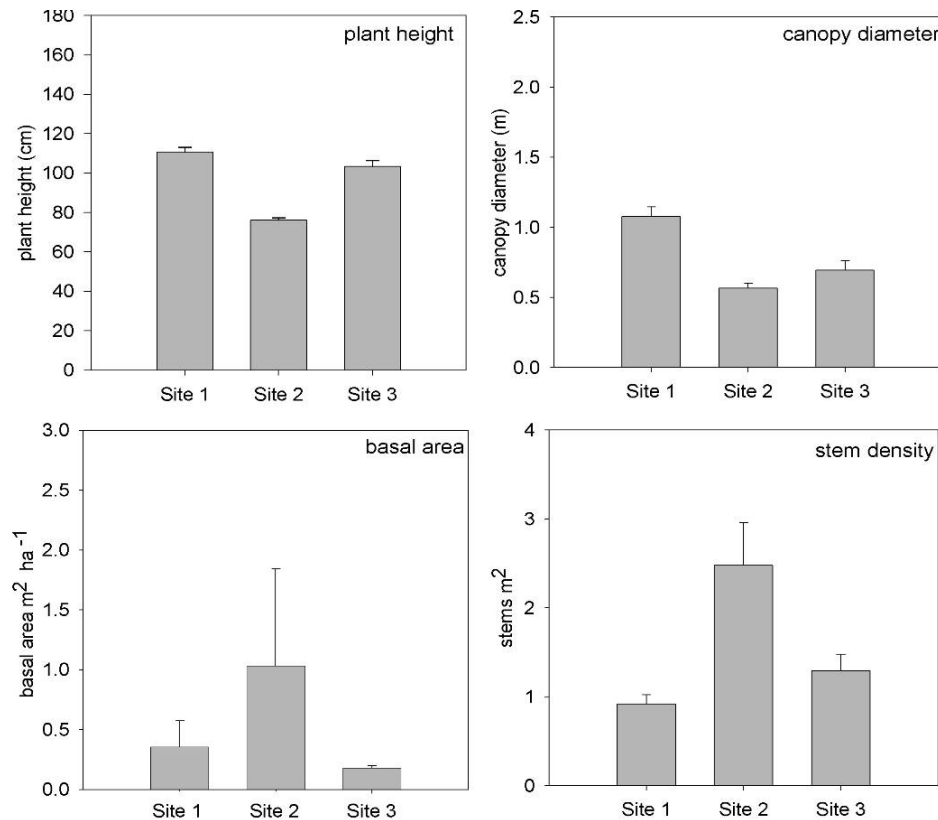 180
160
140
120
100
80
60
40
20
0
plant height (cm)
plant height
Site 1 Site 2 Site 3
2.5
2.0
1.5
1.0
0.5
0.0
canopy diameter (m)
canopy diameter
Site 1 Site 2 Site 3
3.0
2.5
2.0
1.5
1.0
0.5
0.0
basal area m² ha⁻¹
basal area
Site 1 Site 2 Site 3
4
3
2
1
0
stems m²
stem density
Site 1 Site 2 Site 3